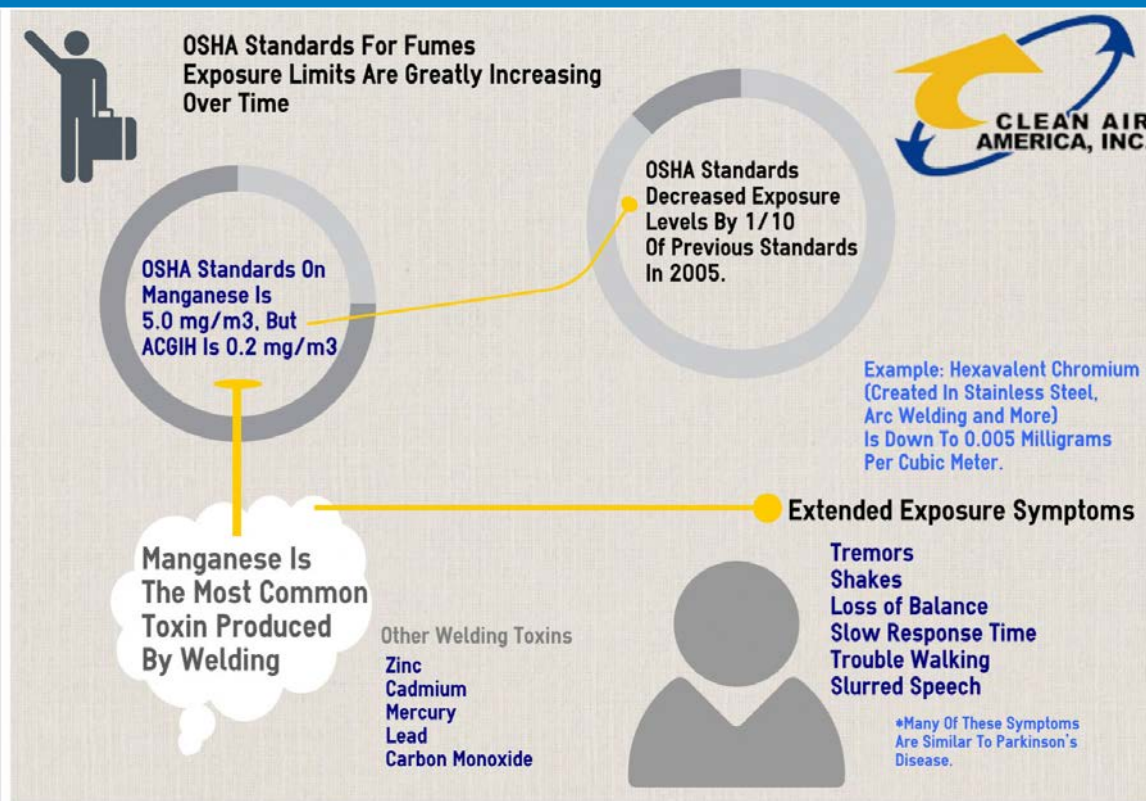 OSHA Standards For Fumes
Exposure Limits Are Greatly Increasing
Over Time
CLEAN AIR
AMERICA, INC.
OSHA Standards
Decreased Exposure
Levels By 1/10
Of Previous Standards
In 2005.
OSHA Standards On
Manganese Is
5.0 mg/m3, But
ACGIH Is 0.2 mg/m3
Example: Hexavalent Chromium
(Created In Stainless Steel,
Arc Welding and More)
Is Down To 0.005 Milligrams
Per Cubic Meter.
Manganese Is
The Most Common
Toxin Produced
By Welding
Other Welding Toxins
Zinc
Cadmium
Mercury
Lead
Carbon Monoxide
Extended Exposure Symptoms
Tremors
Shakes
Loss of Balance
Slow Response Time
Trouble Walking
Slurred Speech
*Many Of These Symptoms
Are Similar To Parkinson's
Disease.